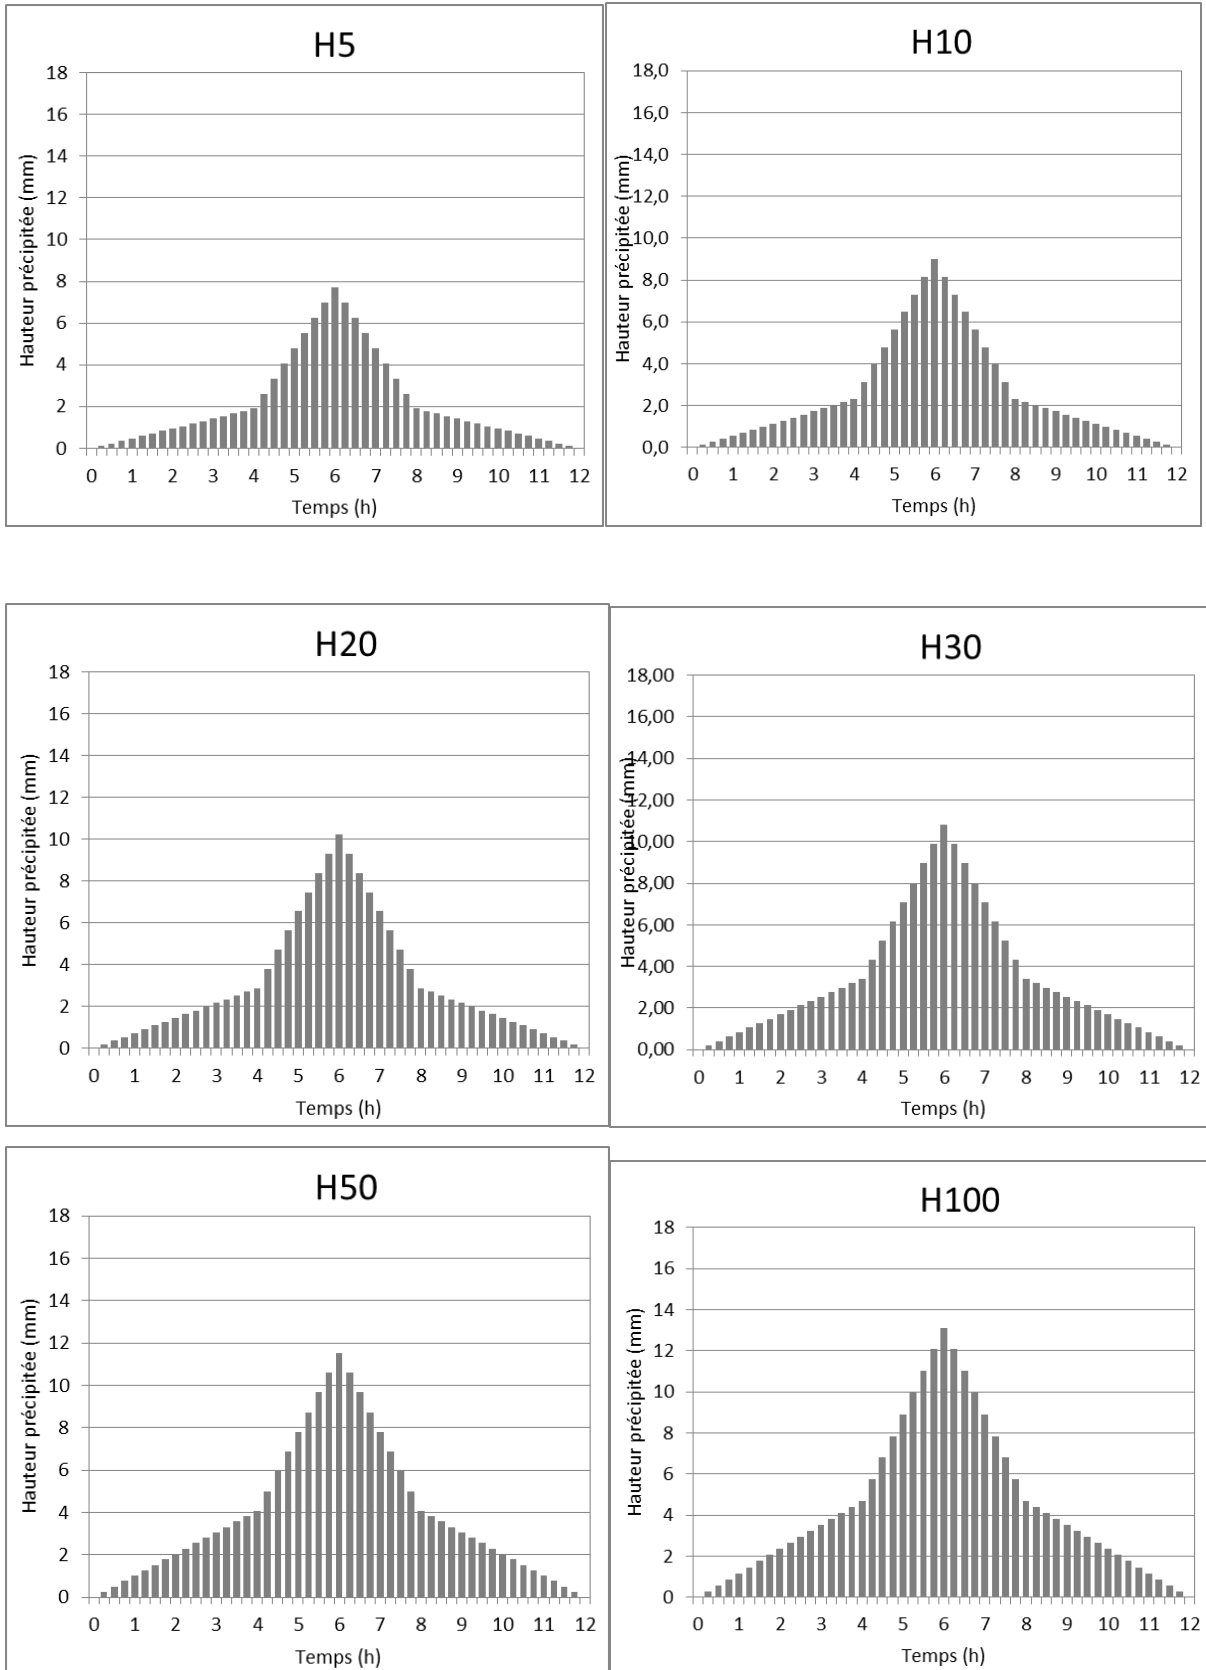 H5
18
16
14
12
10
8
6
4
2
0
Hauteur précipitée (mm)
0 1 2 3 4 5 6 7 8 9 10 11 12
Temps (h)
H10
18,0
16,0
14,0
12,0
10,0
8,0
6,0
4,0
2,0
0,0
Hauteur précipitée (mm)
0 1 2 3 4 5 6 7 8 9 10 11 12
Temps (h)
H20
18
16
14
12
10
8
6
4
2
0
Hauteur précipitée (mm)
0 1 2 3 4 5 6 7 8 9 10 11 12
Temps (h)
H30
18,00
16,00
14,00
12,00
10,00
8,00
6,00
4,00
2,00
0,00
Hauteur précipitée (mm)
0 1 2 3 4 5 6 7 8 9 10 11 12
Temps (h)
H50
18
16
14
12
10
8
6
4
2
0
Hauteur précipitée (mm)
0 1 2 3 4 5 6 7 8 9 10 11 12
Temps (h)
H100
18
16
14
12
10
8
6
4
2
0
Hauteur précipitée (mm)
0 1 2 3 4 5 6 7 8 9 10 11 12
Temps (h)